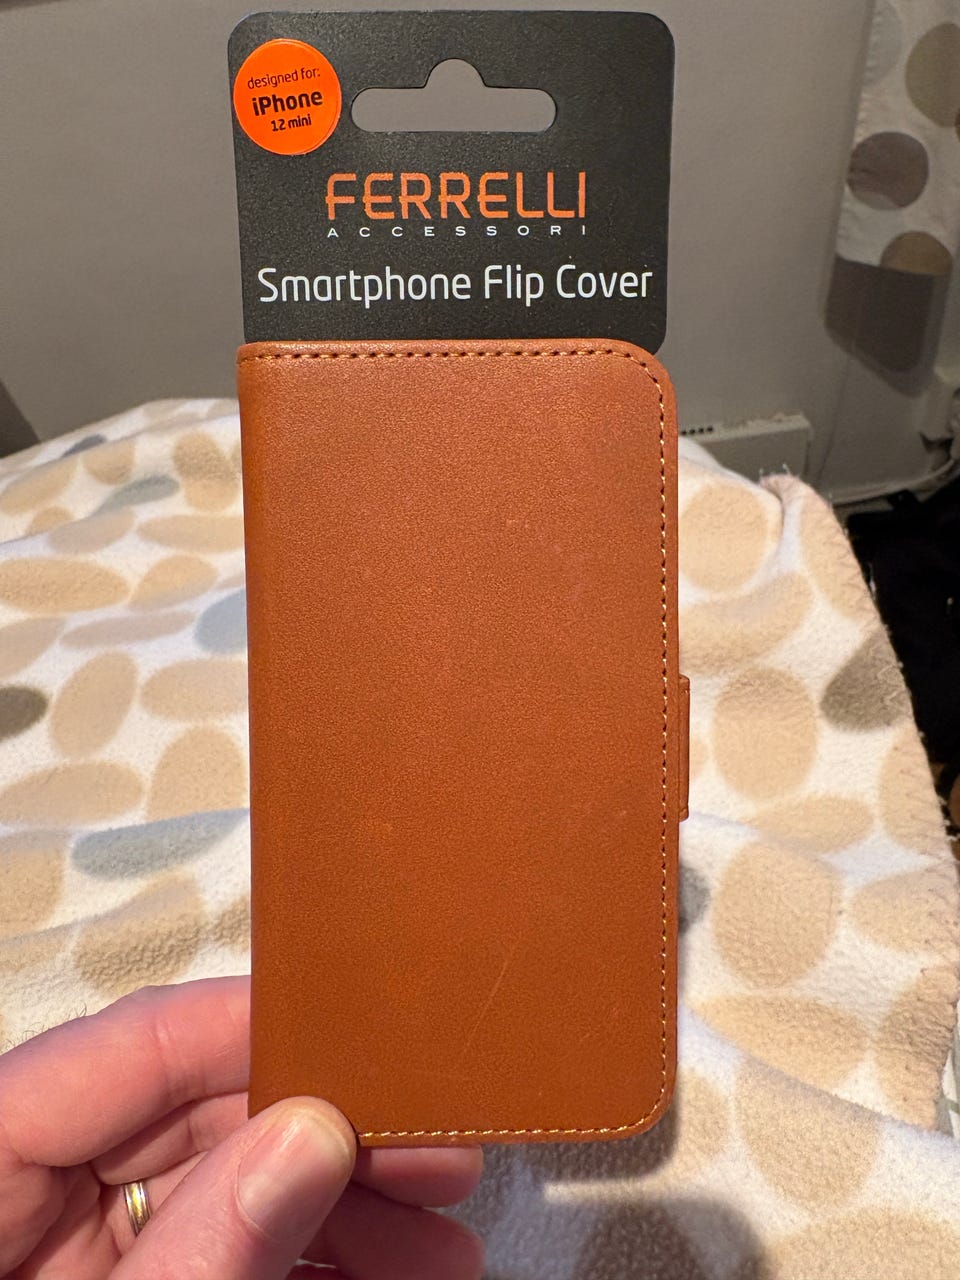 designed for:
iPhone
12 mini
FERRELLI
ACCESSORI
Smartphone Flip Cover